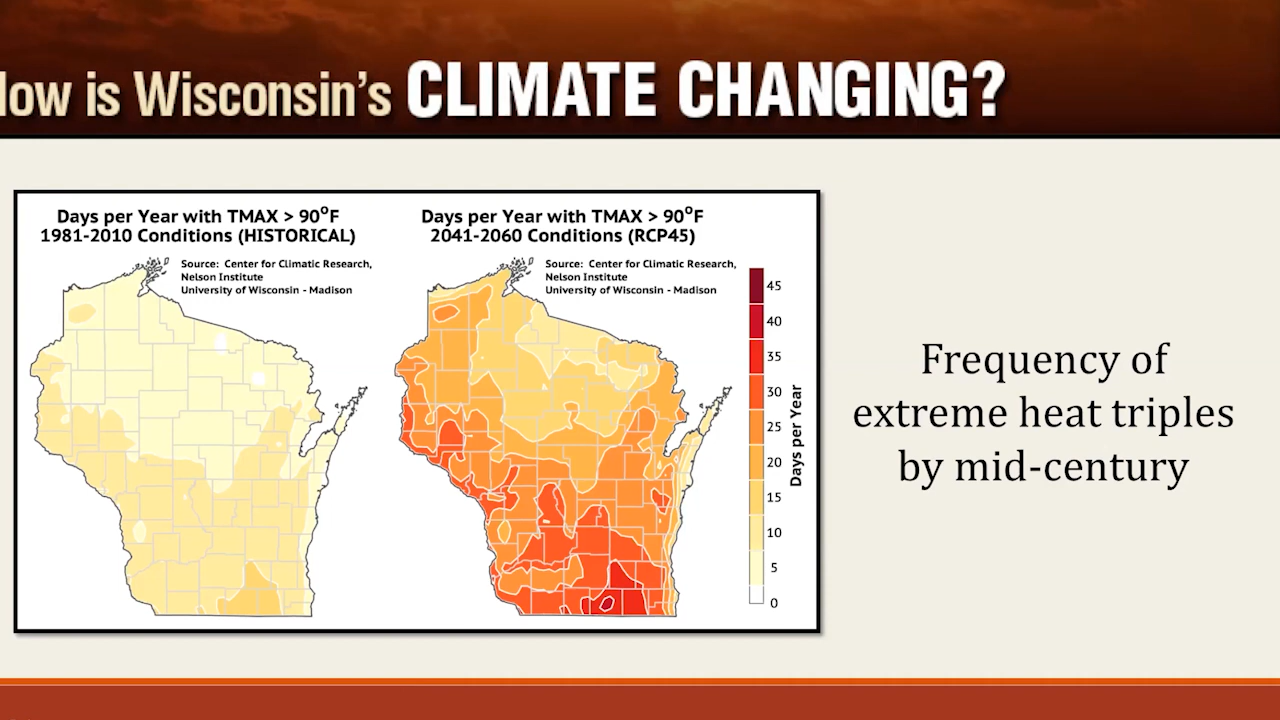 How is Wisconsin's CLIMATE CHANGING?
Days per Year with TMAX > 90°F
1981-2010 Conditions (HISTORICAL)
Source: Center for Climatic Research,
Nelson Institute
University of Wisconsin - Madison
Days per Year with TMAX > 90°F
2041-2060 Conditions (RCP45)
Source: Center for Climatic Research,
Nelson Institute
University of Wisconsin - Madison
45
40
35
30
25
20
15
10
5
0
Days per Year
Frequency of
extreme heat triples
by mid-century